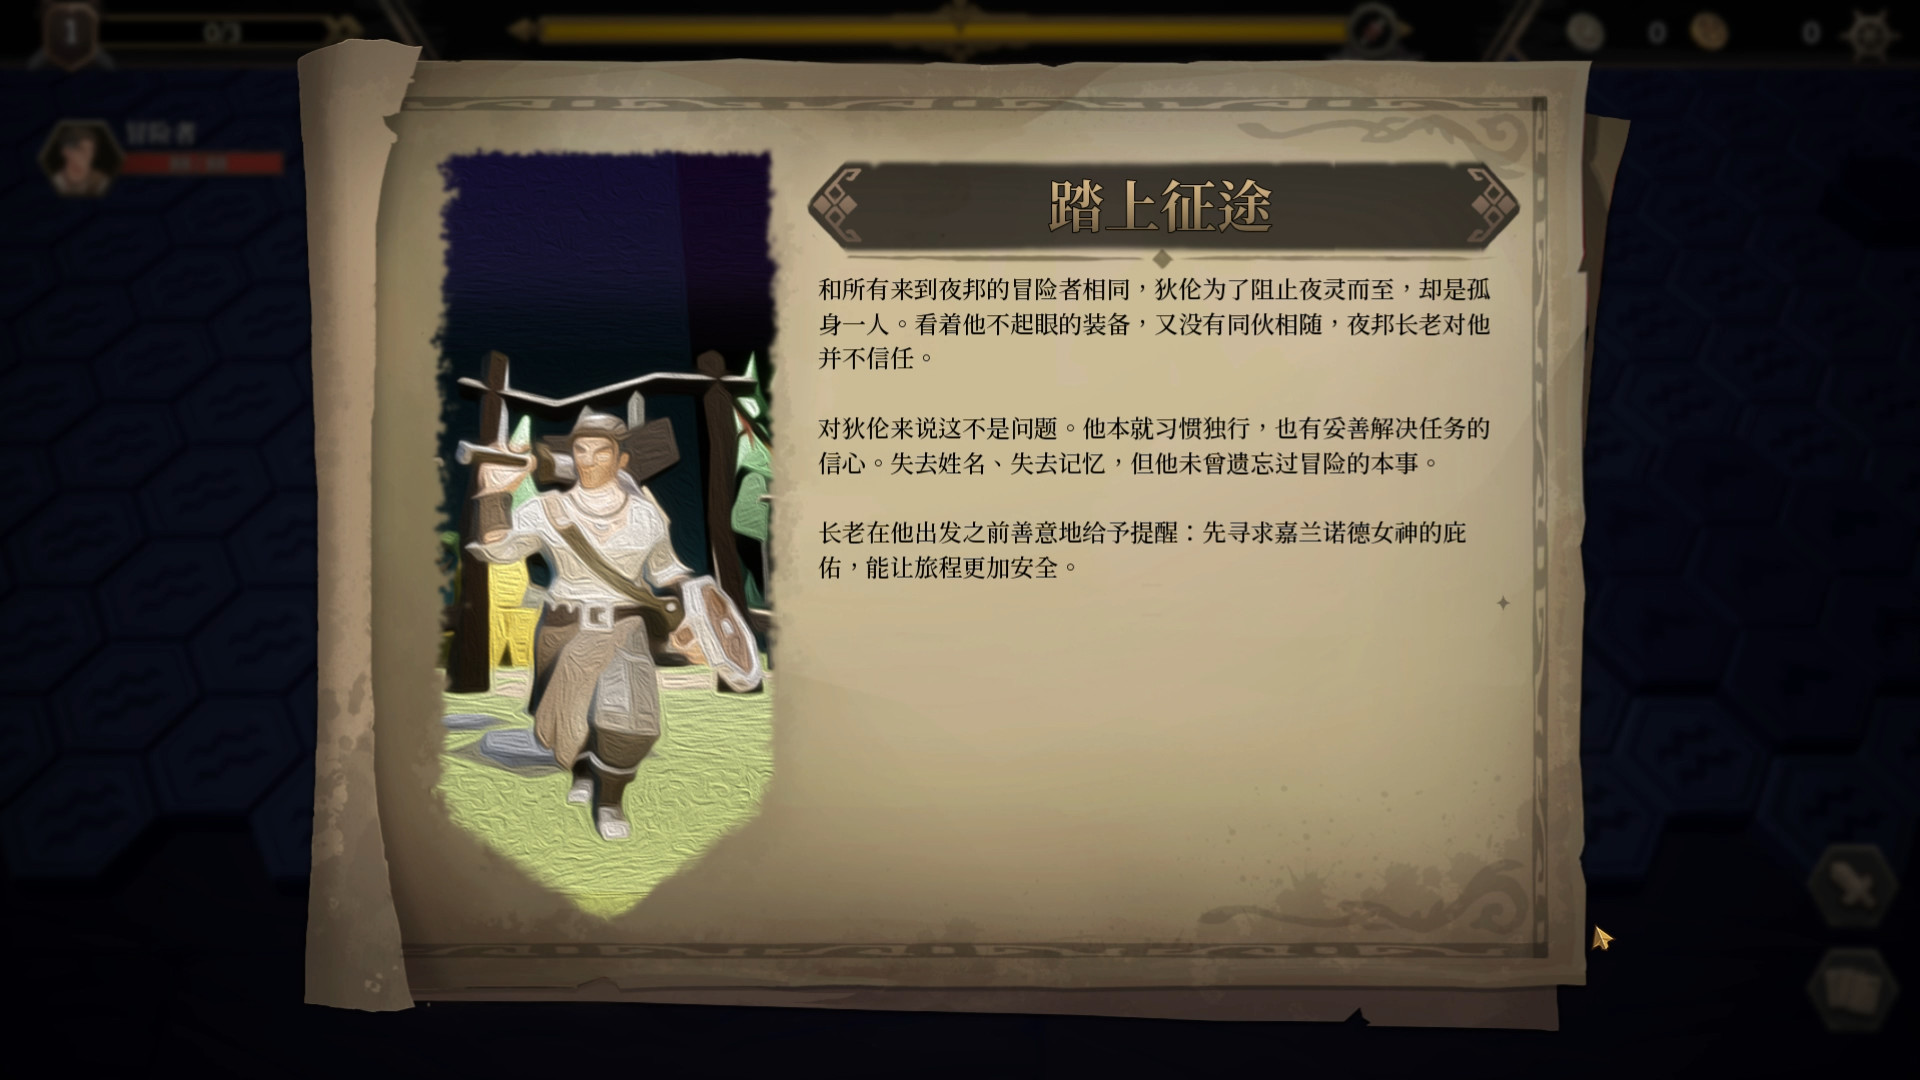 1
0/3
0
0
冒险者
踏上征途
和所有来到夜邦的冒险者相同，狄伦为了阻止夜灵而至，却是孤
身一人。看着他不起眼的装备，又没有同伙相随，夜邦长老对他
并不信任。
对狄伦来说这不是问题。他本就习惯独行，也有妥善解决任务的
信心。失去姓名、失去记忆，但他未曾遗忘过冒险的本事。
长老在他出发之前善意地给予提醒：先寻求嘉兰诺德女神的庇
佑，能让旅程更加安全。